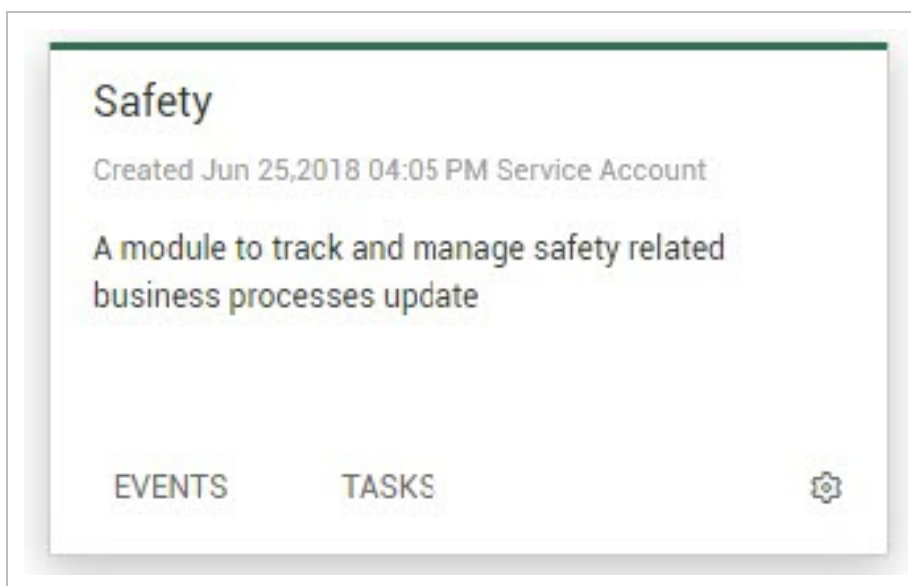 Safety
Created Jun 25,2018 04:05 PM Service Account
A module to track and manage safety related
business processes update
EVENTS TASKS